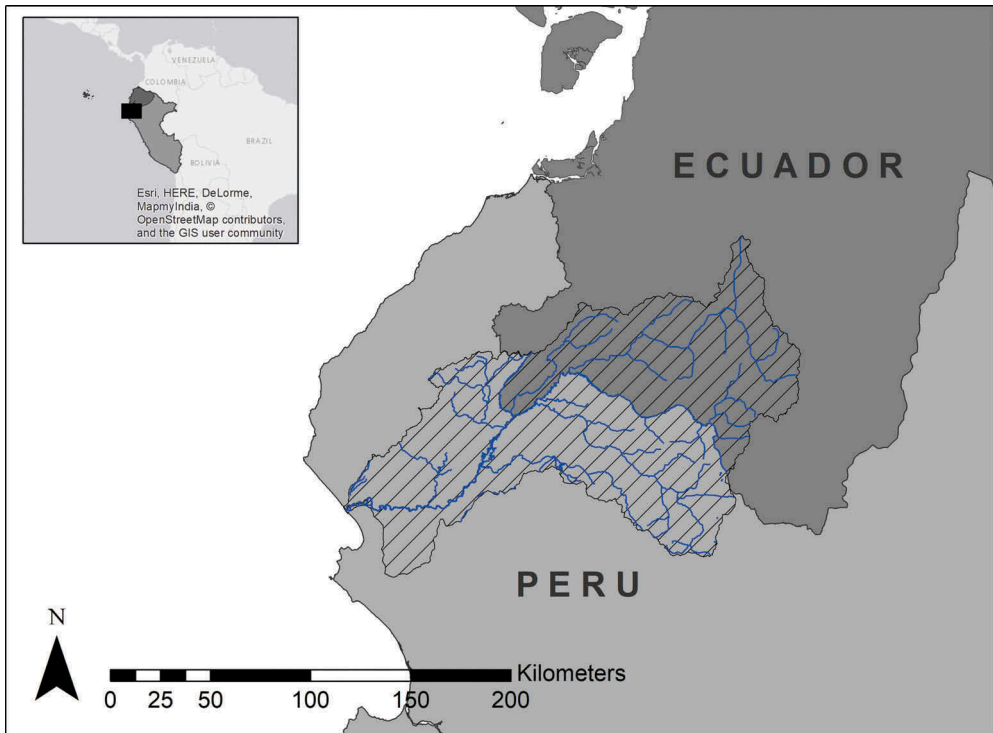 VENEZUELA
COLOMBIA
BRAZIL
BOLIVIA
Esri, HERE, DeLorme,
MapmyIndia, ©
OpenStreetMap contributors,
and the GIS user community
ECUADOR
PERU
N
Kilometers
0 25 50 100 150 200